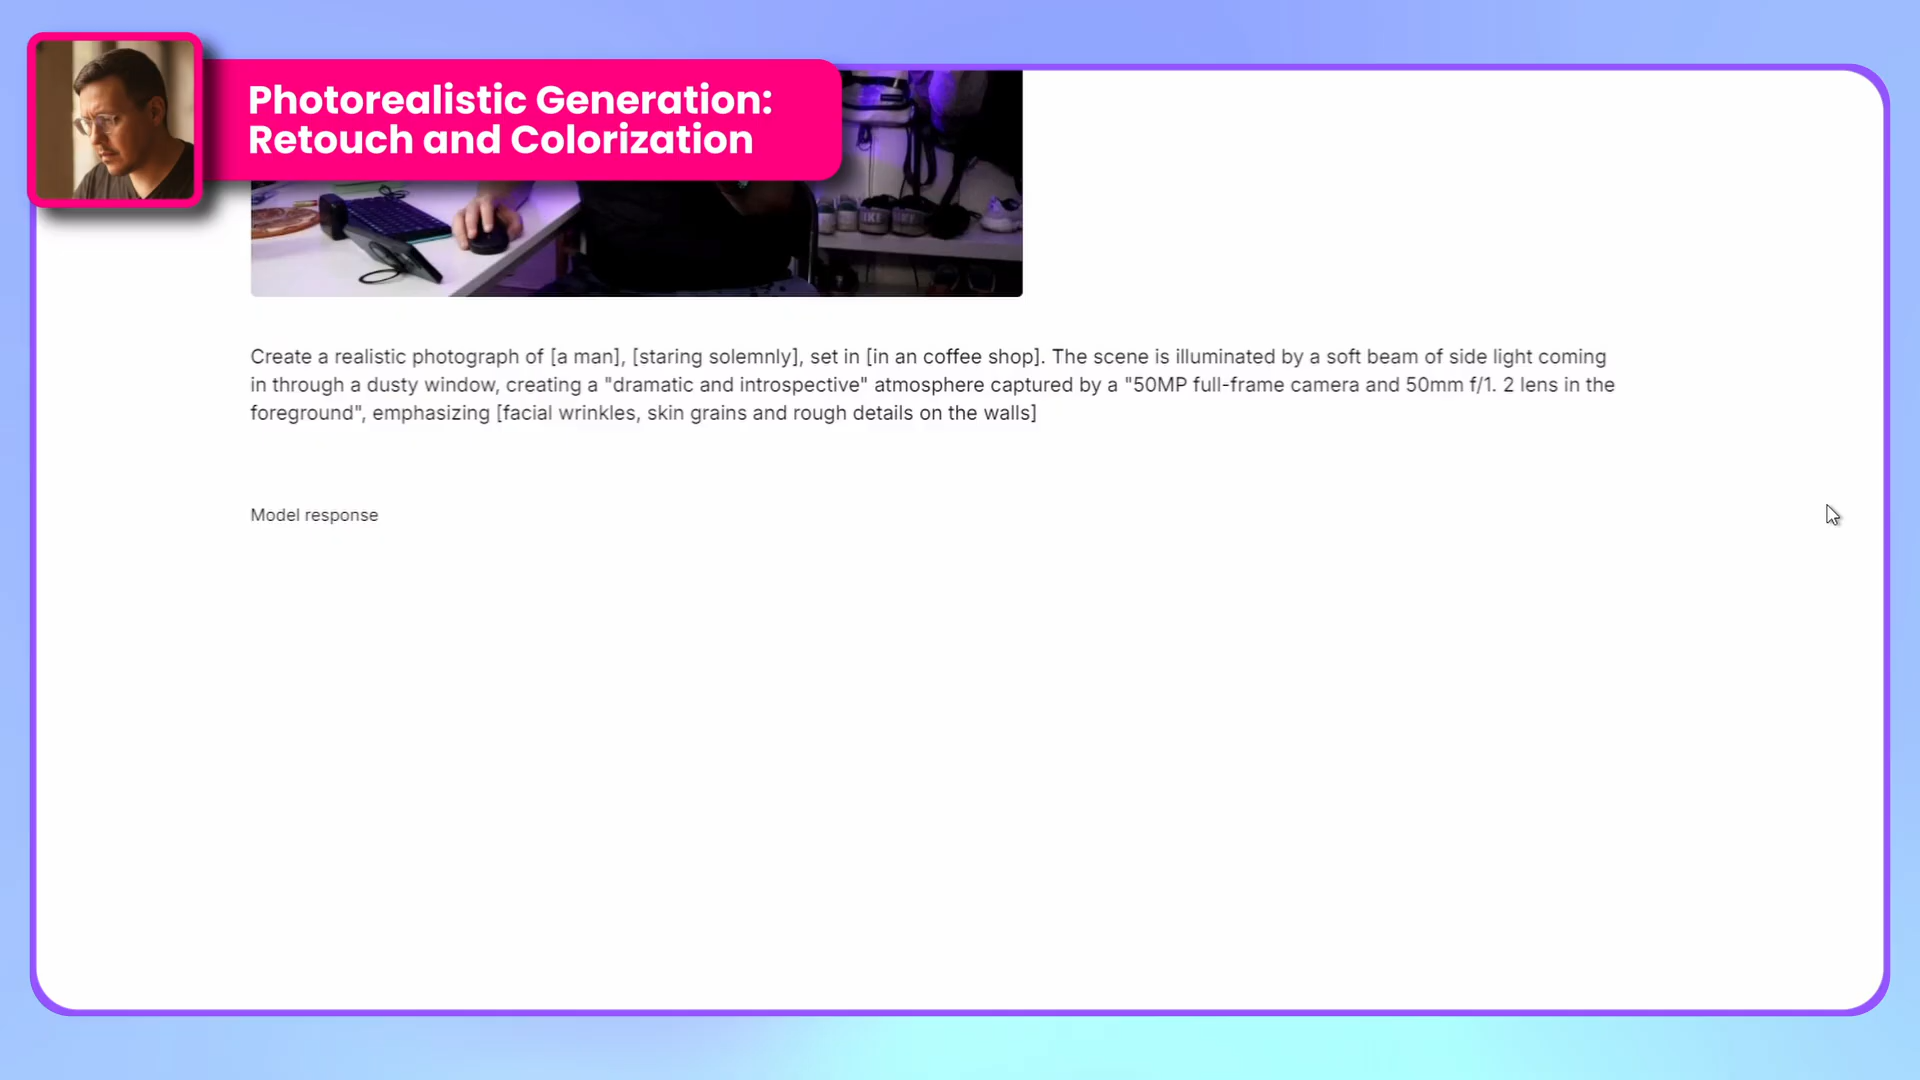 Photorealistic Generation:
Retouch and Colorization
Create a realistic photograph of [a man], [staring solemnly], set in [in an coffee shop]. The scene is illuminated by a soft beam of side light coming
in through a dusty window, creating a "dramatic and introspective" atmosphere captured by a "50MP full-frame camera and 50mm f/1. 2 lens in the
foreground", emphasizing [facial wrinkles, skin grains and rough details on the walls]
Model response